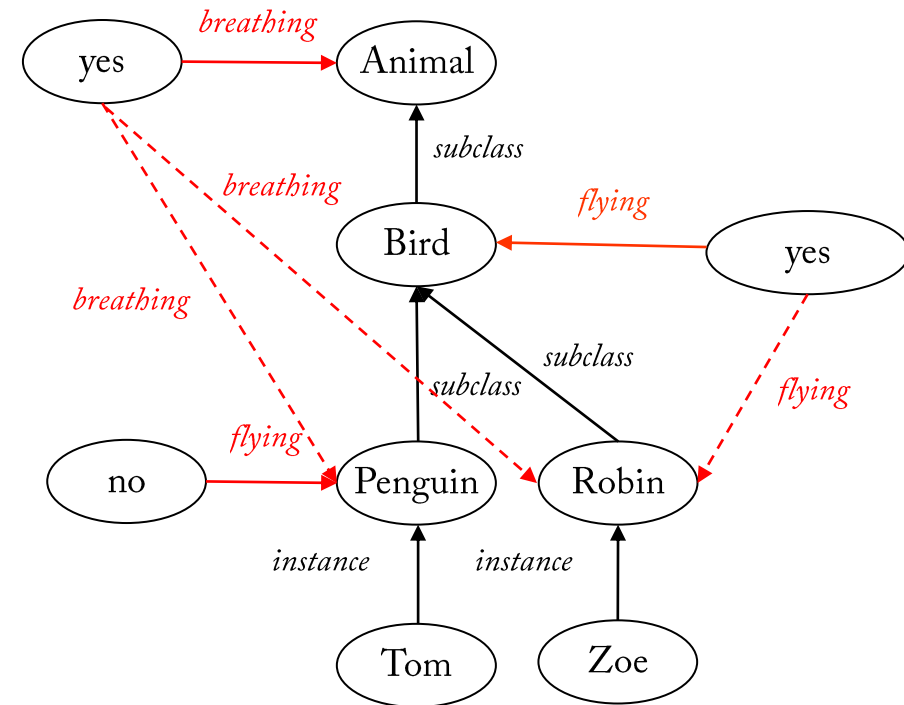 breathing
yes
Animal
subclass
breathing
flying
Bird
yes
breathing
subclass
subclass
flying
flying
no
Penguin
Robin
instance
instance
Tom
Zoe